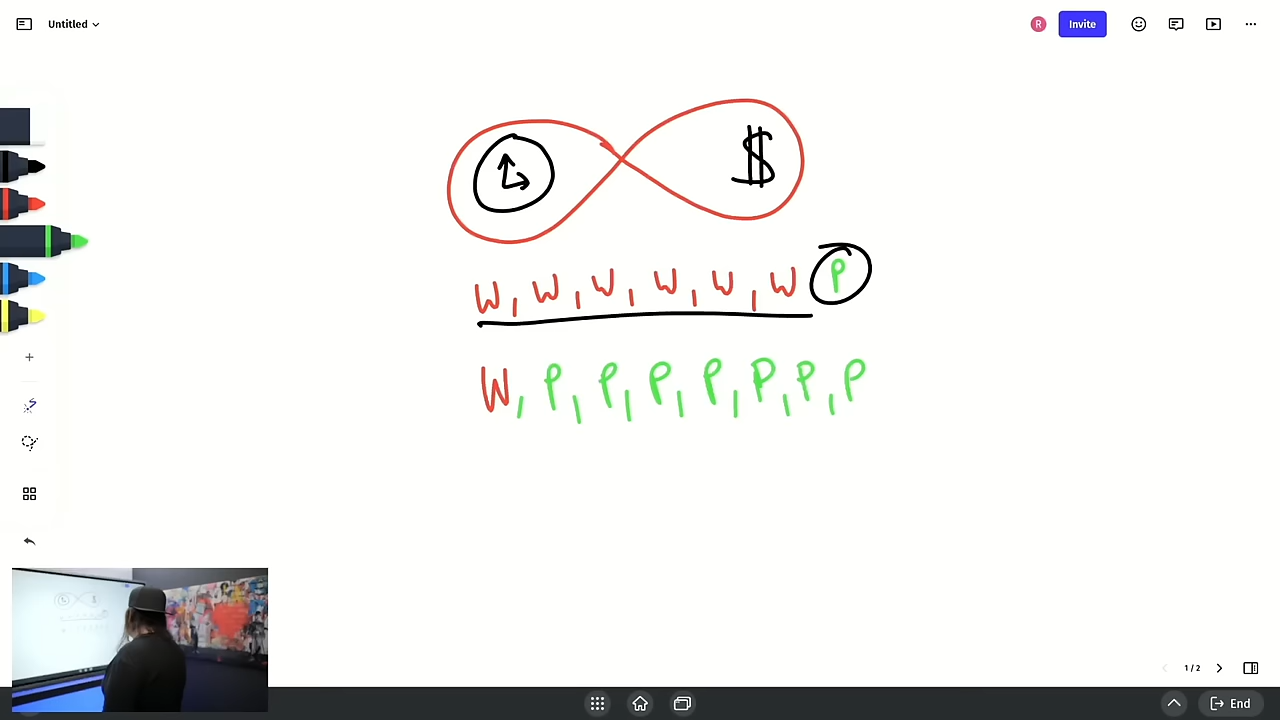 Untitled
R
Invite
$
W, W, W, W, W, W P
W, P, P, P, P, P, P, P
1 / 2
End